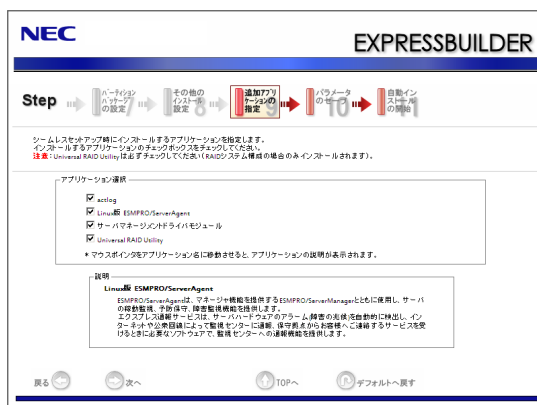 NEC
EXPRESSBUILDER
Step
パーティション
パッケージ
の設定
7
その他の
インストール
設定
8
追加アプリ
ケーションの
指定
9
パラメータ
のセーブ
10
自動イン
ストール
の開始
11
シームレスセットアップ時にインストールするアプリケーションを指定します。
インストールするアプリケーションのチェックボックスをチェックしてください。
注意：Universal RAID Utilityは必ずチェックしてください（RAIDシステム構成の場合のみインストールされます）。
アプリケーション選択
actlog
Linux版 ESMPRO/ServerAgent
サーバマネージメントドライバモジュール
Universal RAID Utility
* マウスポインタをアプリケーション名に移動させると、アプリケーションの説明が表示されます。
説明
Linux版 ESMPRO/ServerAgent
ESMPRO/ServerAgentは、マネージャ機能を提供するESMPRO/ServerManagerとともに使用し、サーバ
の稼動監視、予防保守、障害監視機能を提供します。
エクスプレス通報サービスは、サーバハードウェアのアラーム(障害の兆候)を自動的に検出し、イン
ターネットや公衆回線によって監視センターに通報、保守拠点からお客様へご連絡するサービスを受
けるときに必要なソフトウェアで、監視センターへの通報機能を提供します。
戻る
次へ
TOPへ
デフォルトへ戻す